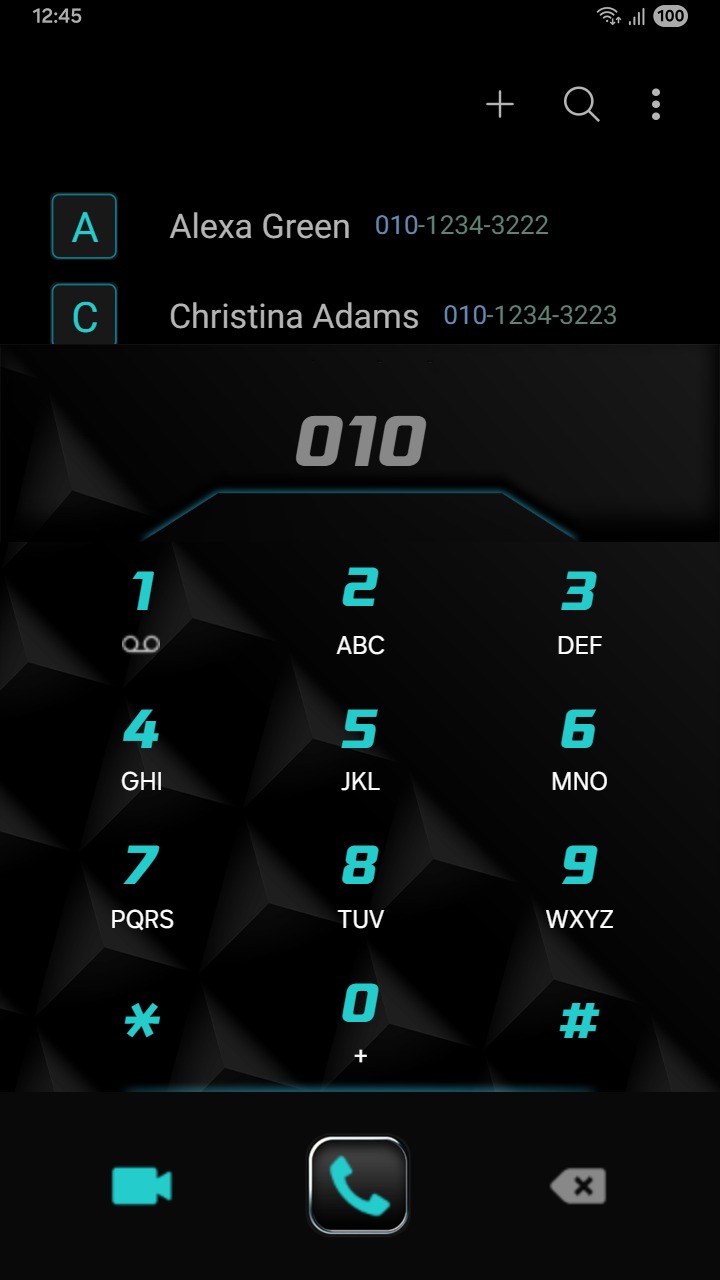 12:45 100
A Alexa Green 010-1234-3222
C Christina Adams 010-1234-3223
010
1 2 3
ABC DEF
4 5 6
GHI JKL MNO
7 8 9
PQRS TUV WXYZ
* 0 #
+